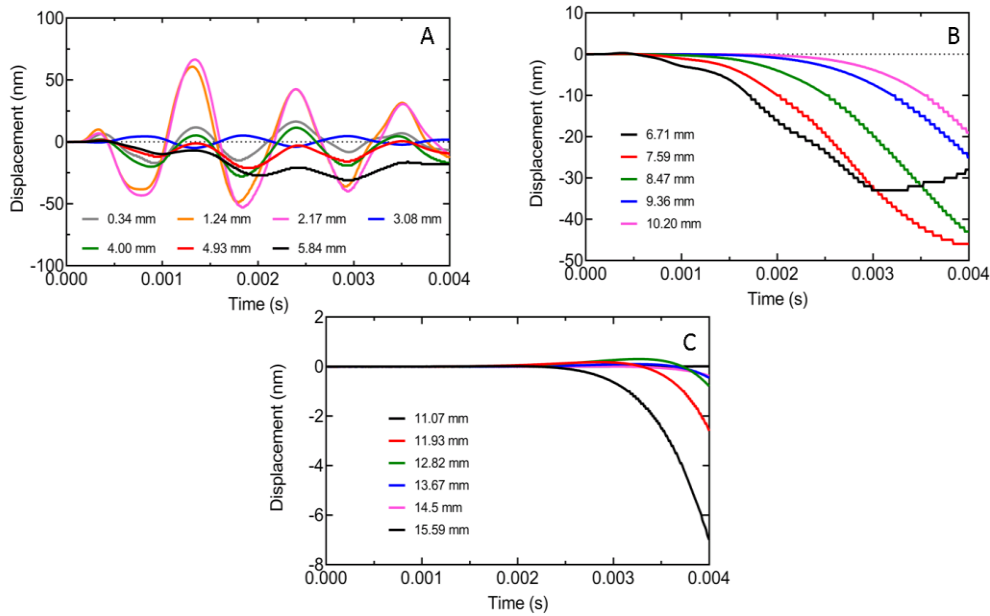 A
Displacement (nm)
100
50
0
-50
-100
0.34 mm 1.24 mm 2.17 mm 3.08 mm
4.00 mm 4.93 mm 5.84 mm
0.000 0.001 0.002 0.003 0.004
Time (s)
B
Displacement (nm)
10
0
-10
-20
-30
-40
-50
6.71 mm
7.59 mm
8.47 mm
9.36 mm
10.20 mm
0.000 0.001 0.002 0.003 0.004
Time (s)
C
Displacement (nm)
2
0
-2
-4
-6
-8
11.07 mm
11.93 mm
12.82 mm
13.67 mm
14.5 mm
15.59 mm
0.000 0.001 0.002 0.003 0.004
Time (s)